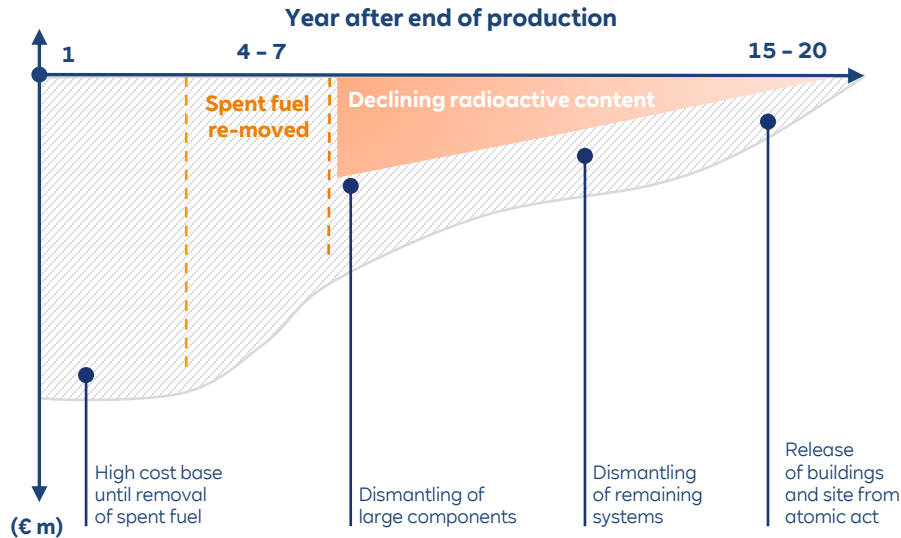 Year after end of production
1
4 – 7
15 – 20
Spent fuel
re-moved
Declining radioactive content
High cost base
until removal
of spent fuel
Dismantling of
large components
Dismantling
of remaining
systems
Release
of buildings
and site from
atomic act
(€ m)